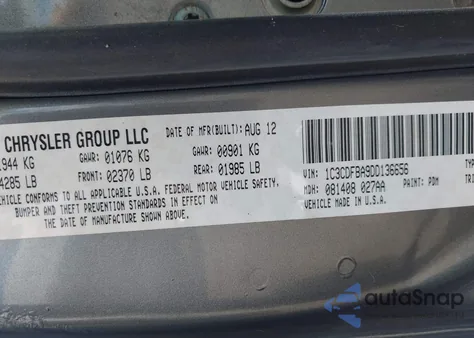 CHRYSLER GROUP LLC
DATE OF MFR(BUILT): AUG 12
1944 KG GAWR: 01076 KG GAWR: 00901 KG
4285 LB FRONT: 02370 LB REAR: 01985 LB
VEHICLE CONFORMS TO ALL APPLICABLE U.S.A. FEDERAL MOTOR VEHICLE SAFETY,
BUMPER AND THEFT PREVENTION STANDARDS IN EFFECT
ON THE DATE OF MANUFACTURE SHOWN ABOVE.
VIN: 1C3CDFBA9DD136656 TY
MDH: 081408 027AA PAINT: PDM TRI
VEHICLE MADE IN U.S.A.
autoSnap